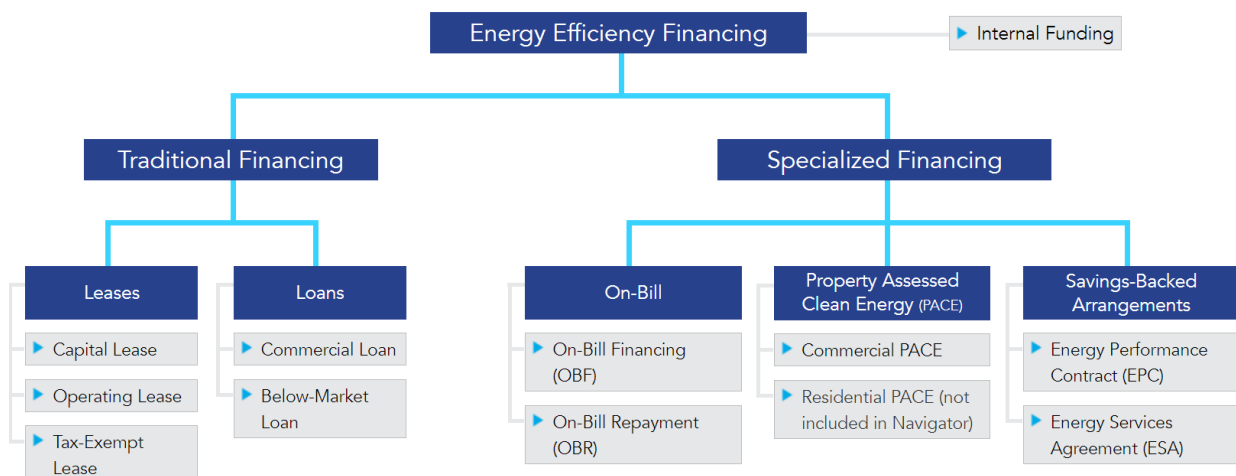 Energy Efficiency Financing
Internal Funding
Traditional Financing
Specialized Financing
Leases
Capital Lease
Operating Lease
Tax-Exempt
Lease
Loans
Commercial Loan
Below-Market
Loan
On-Bill
On-Bill Financing
(OBF)
On-Bill Repayment
(OBR)
Property Assessed
Clean Energy (PACE)
Commercial PACE
Residential PACE (not
included in Navigator)
Savings-Backed
Arrangements
Energy Performance
Contract (EPC)
Energy Services
Agreement (ESA)